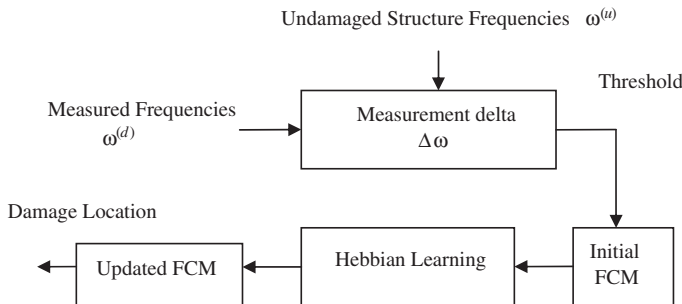 Undamaged Structure Frequencies ω(u)
Threshold
Measured Frequencies
ω(d)
Measurement delta
Δω
Damage Location
Updated FCM
Hebbian Learning
Initial
FCM